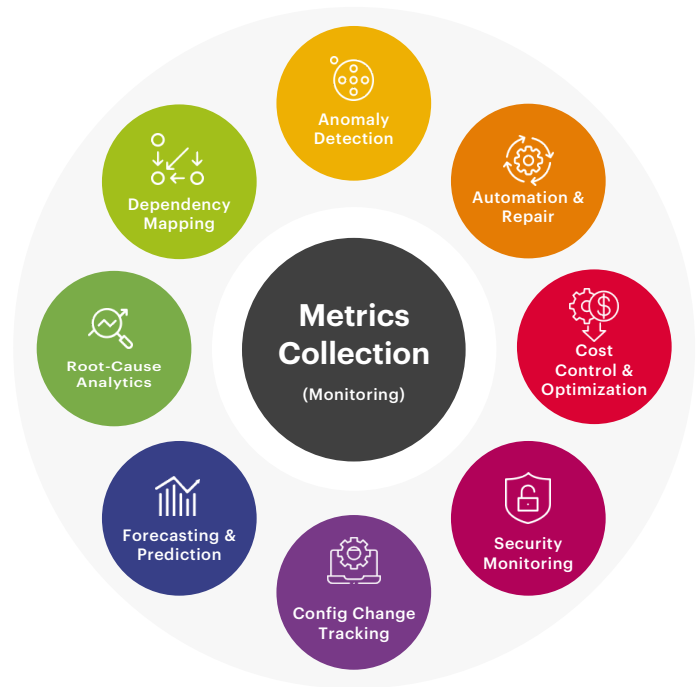 Anomaly
Detection
Automation &
Repair
Cost
Control &
Optimization
Security
Monitoring
Config Change
Tracking
Forecasting &
Prediction
Root-Cause
Analytics
Dependency
Mapping
Metrics
Collection
(Monitoring)
$